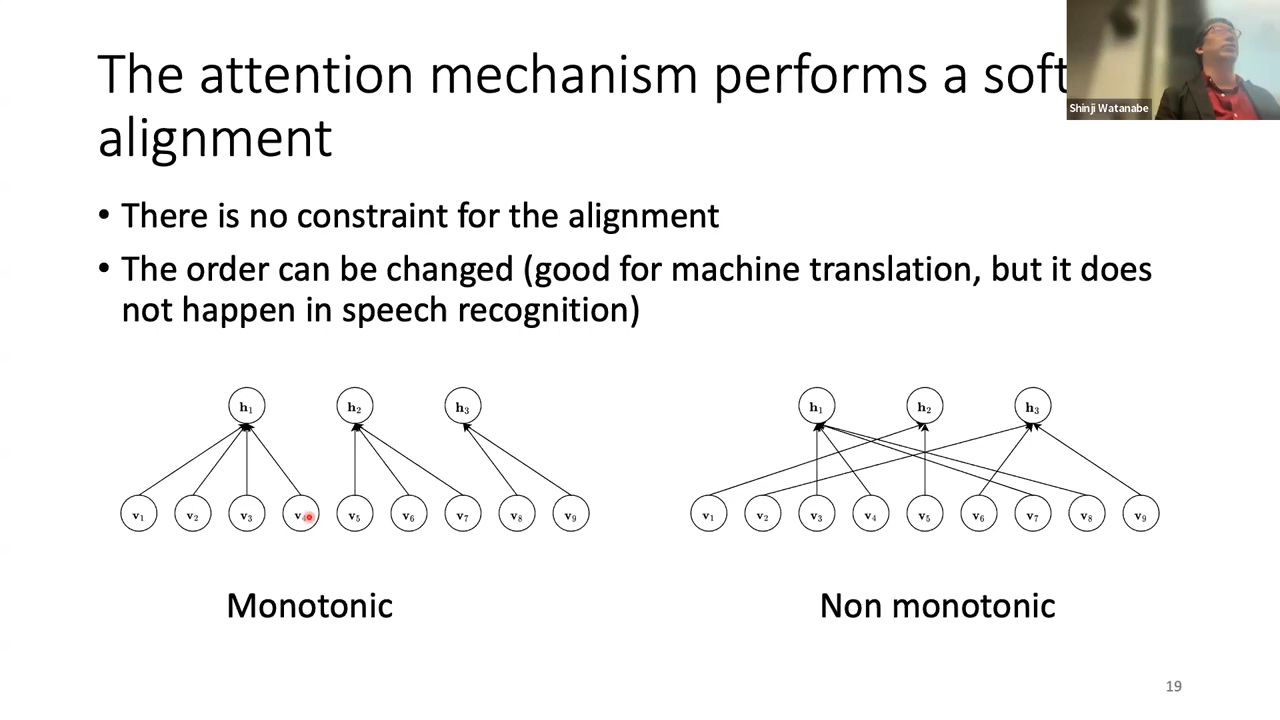 The attention mechanism performs a soft
alignment
Shinji Watanabe
• There is no constraint for the alignment
• The order can be changed (good for machine translation, but it does
not happen in speech recognition)
h1 h2 h3 h1 h2 h3
v1 v2 v3 v4 v5 v6 v7 v8 v9 v1 v2 v3 v4 v5 v6 v7 v8 v9
Monotonic Non monotonic
19